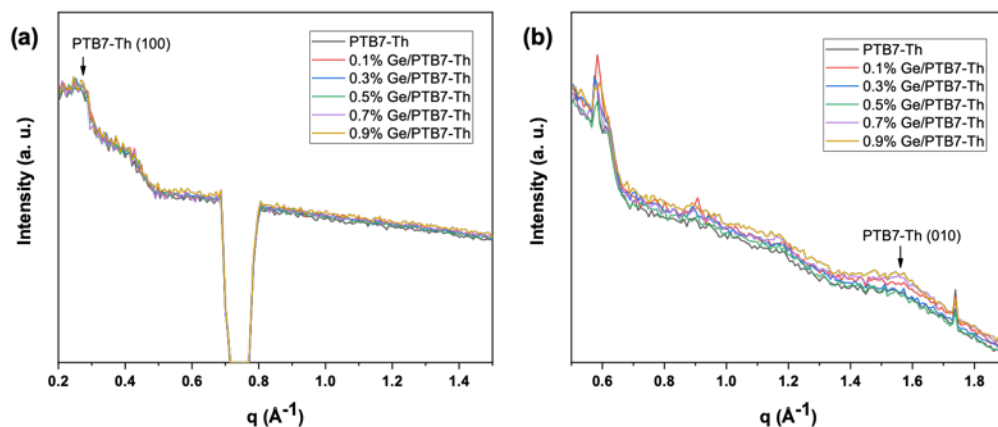 (a)
PTB7-Th (100)
PTB7-Th
0.1% Ge/PTB7-Th
0.3% Ge/PTB7-Th
0.5% Ge/PTB7-Th
0.7% Ge/PTB7-Th
0.9% Ge/PTB7-Th
Intensity (a. u.)
0.2 0.4 0.6 0.8 1.0 1.2 1.4
q (Å⁻¹)
(b)
PTB7-Th
0.1% Ge/PTB7-Th
0.3% Ge/PTB7-Th
0.5% Ge/PTB7-Th
0.7% Ge/PTB7-Th
0.9% Ge/PTB7-Th
PTB7-Th (010)
Intensity (a. u.)
0.6 0.8 1.0 1.2 1.4 1.6 1.8
q (Å⁻¹)